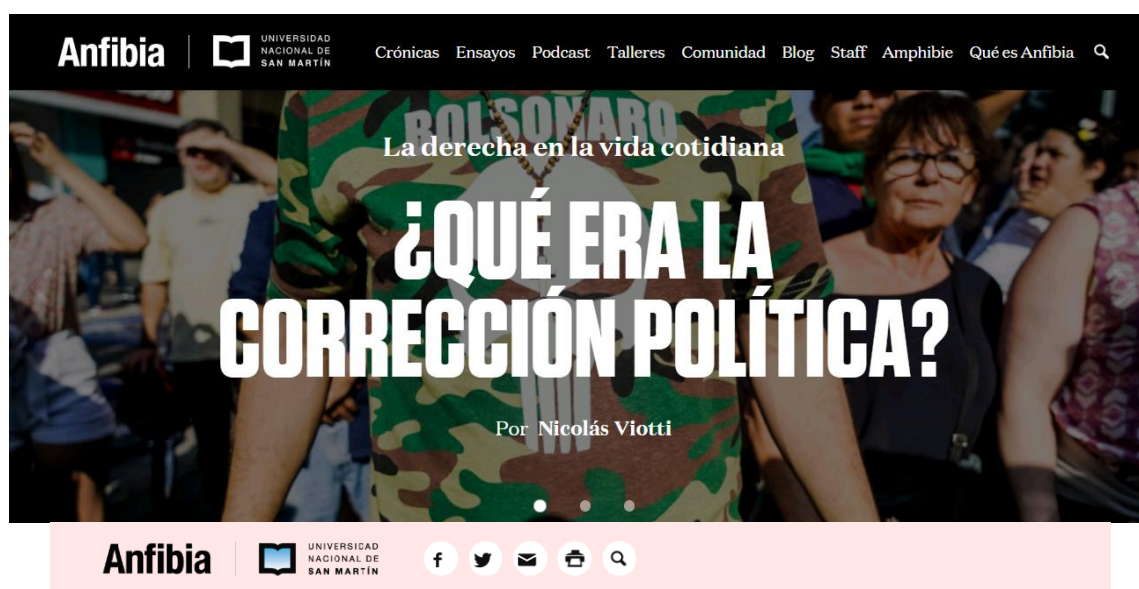 Anfibia
UNIVERSIDAD
NACIONAL DE
SAN MARTÍN
Crónicas Ensayos Podcast Talleres Comunidad Blog Staff Amphibie Qué es Anfibia
BOLSONARO
La derecha en la vida cotidiana
¿QUÉ ERA LA
CORRECCIÓN POLÍTICA?
Por Nicolás Viotti
Anfibia
UNIVERSIDAD
NACIONAL DE
SAN MARTÍN